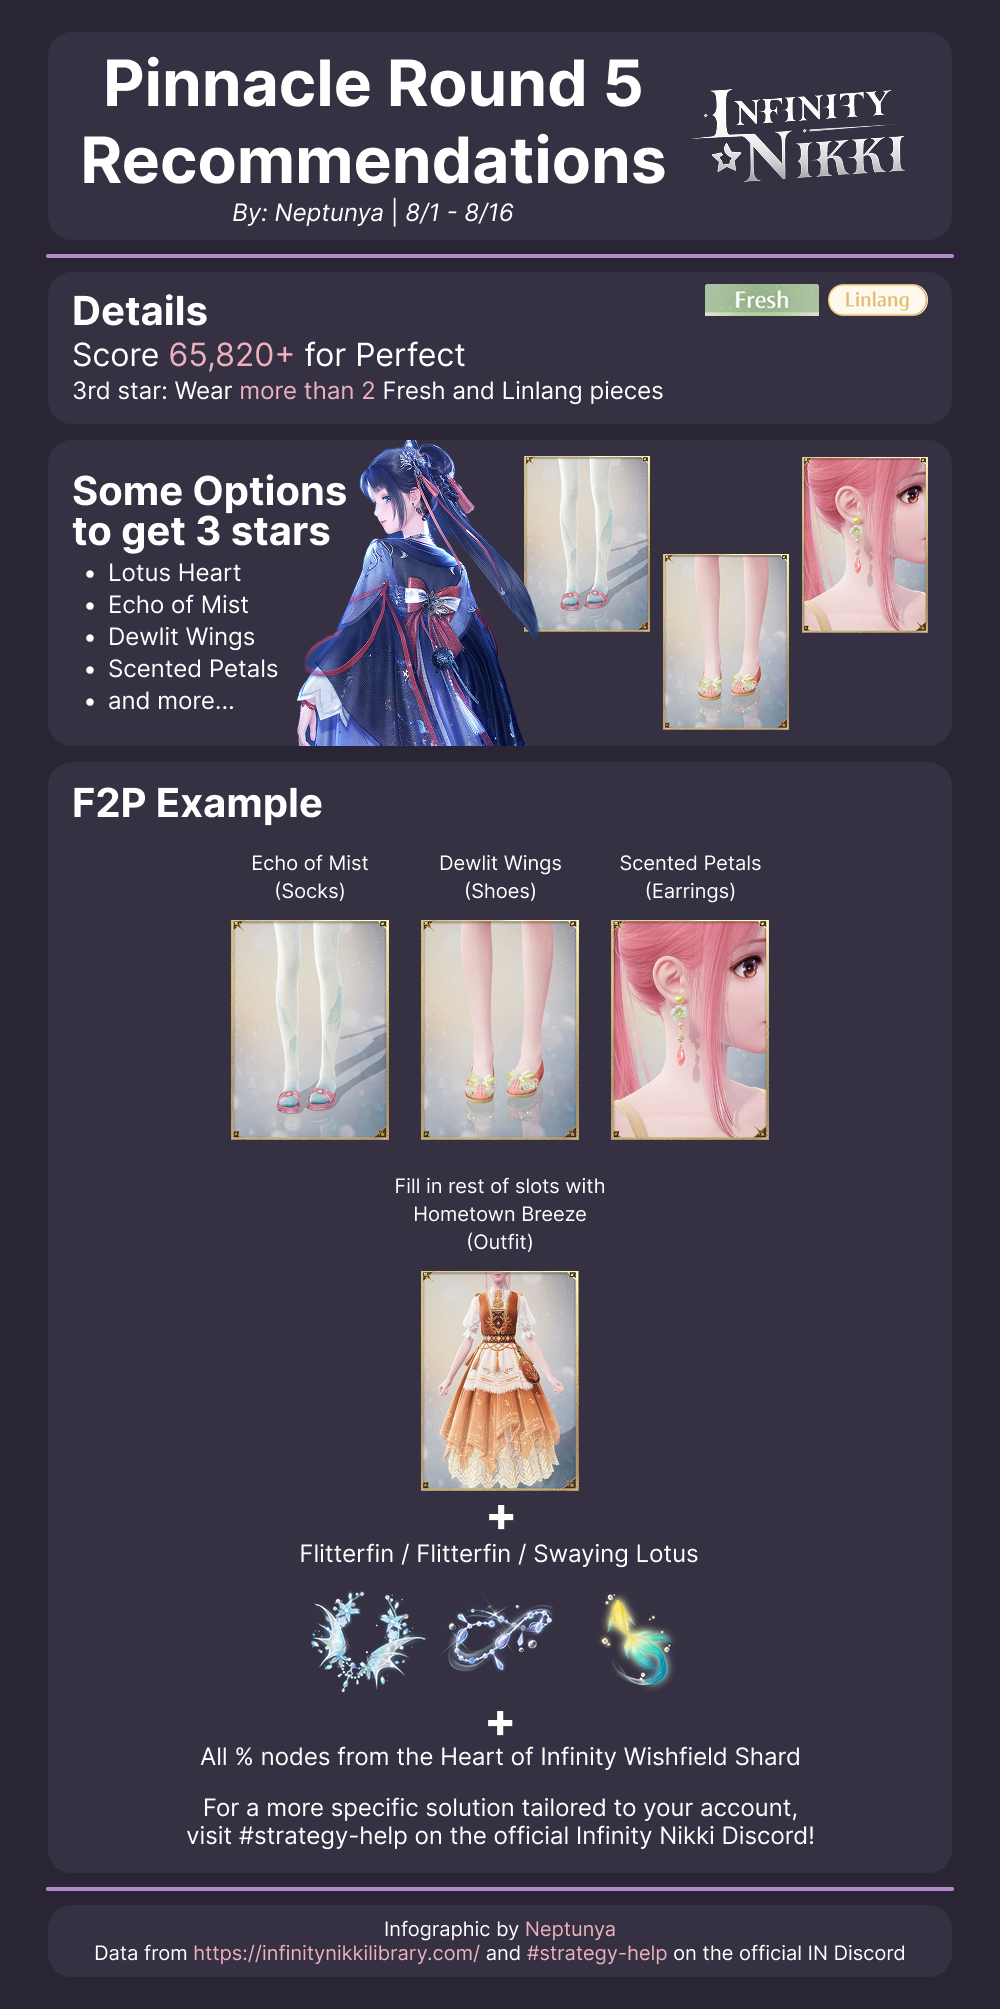 Pinnacle Round 5
Recommendations
By: Neptunya | 8/1 - 8/16
INFINITY
NIKKI
Details
Fresh
Linlang
Score 65,820+ for Perfect
3rd star: Wear more than 2 Fresh and Linlang pieces
Some Options
to get 3 stars
• Lotus Heart
• Echo of Mist
• Dewlit Wings
• Scented Petals
• and more...
F2P Example
Echo of Mist
(Socks)
Dewlit Wings
(Shoes)
Scented Petals
(Earrings)
Fill in rest of slots with
Hometown Breeze
(Outfit)
+
Flitterfin / Flitterfin / Swaying Lotus
+
All % nodes from the Heart of Infinity Wishfield Shard
For a more specific solution tailored to your account,
visit #strategy-help on the official Infinity Nikki Discord!
Infographic by Neptunya
Data from https://infinitynikkilibrary.com/ and #strategy-help on the official IN Discord